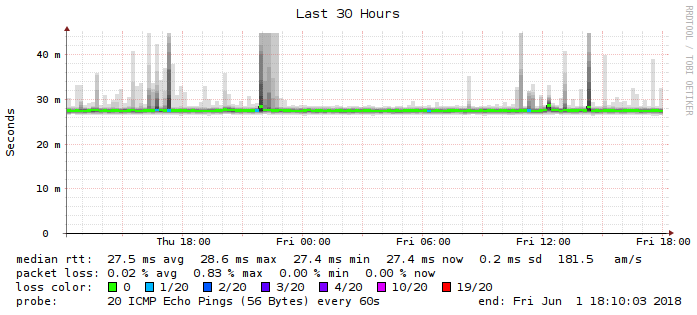 Last 30 Hours
RRDTOOL / TOBI OETIKER
Seconds
40 m
30 m
20 m
10 m
0
Thu 18:00 Fri 00:00 Fri 06:00 Fri 12:00 Fri 18:00
median rtt: 27.5 ms avg 28.6 ms max 27.4 ms min 27.4 ms now 0.2 ms sd 181.5 am/s
packet loss: 0.02 % avg 0.83 % max 0.00 % min 0.00 % now
loss color: 0 1/20 2/20 3/20 4/20 10/20 19/20
probe: 20 ICMP Echo Pings (56 Bytes) every 60s end: Fri Jun 1 18:10:03 2018